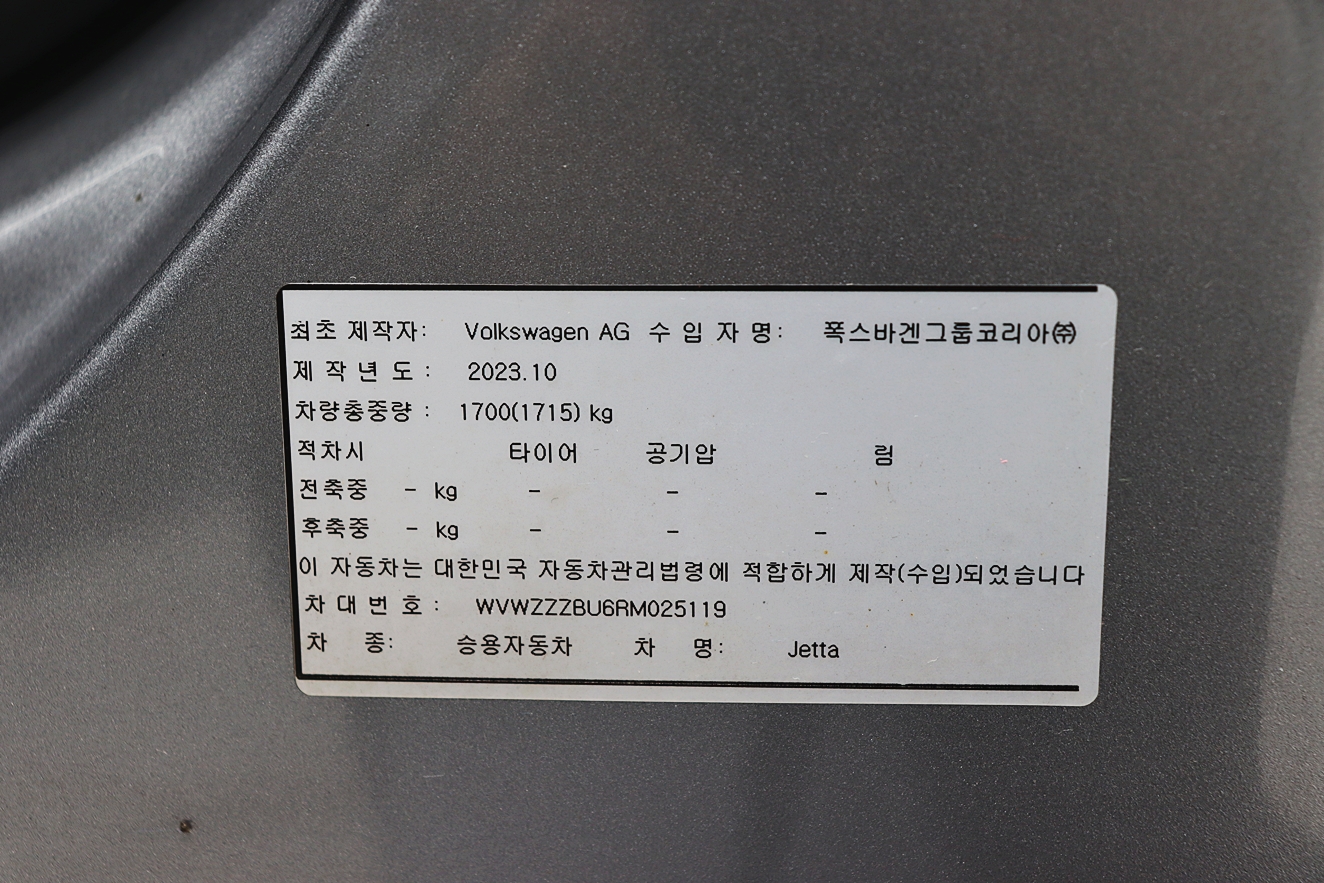 최초 제작자: Volkswagen AG 수 입 자 명: 폭스바겐그룹코리아㈜
제 작 년 도 : 2023.10
차량총중량 : 1700(1715) kg
적차시 타이어 공기압 림
전축중 - kg - - -
후축중 - kg - - -
이 자동차는 대한민국 자동차관리법령에 적합하게 제작(수입)되었습니다
차 대 번 호 : WVWZZZBU6RM025119
차 종: 승용자동차 차 명: Jetta